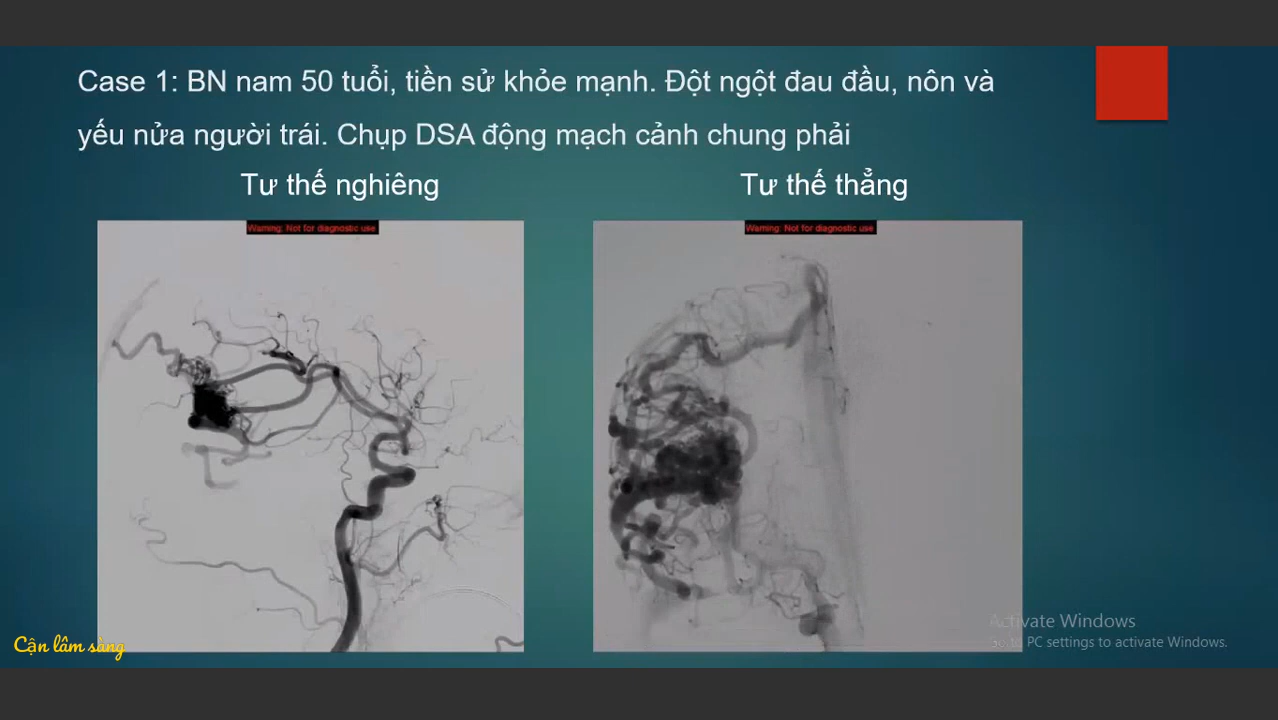 Case 1: BN nam 50 tuổi, tiền sử khỏe mạnh. Đột ngột đau đầu, nôn và
yếu nửa người trái. Chụp DSA động mạch cảnh chung phải
Tư thế nghiêng
Tư thế thẳng
Warning: Not for diagnostic use
Warning: Not for diagnostic use
Activate Windows
Go to PC settings to activate Windows.
Cận lâm sàng